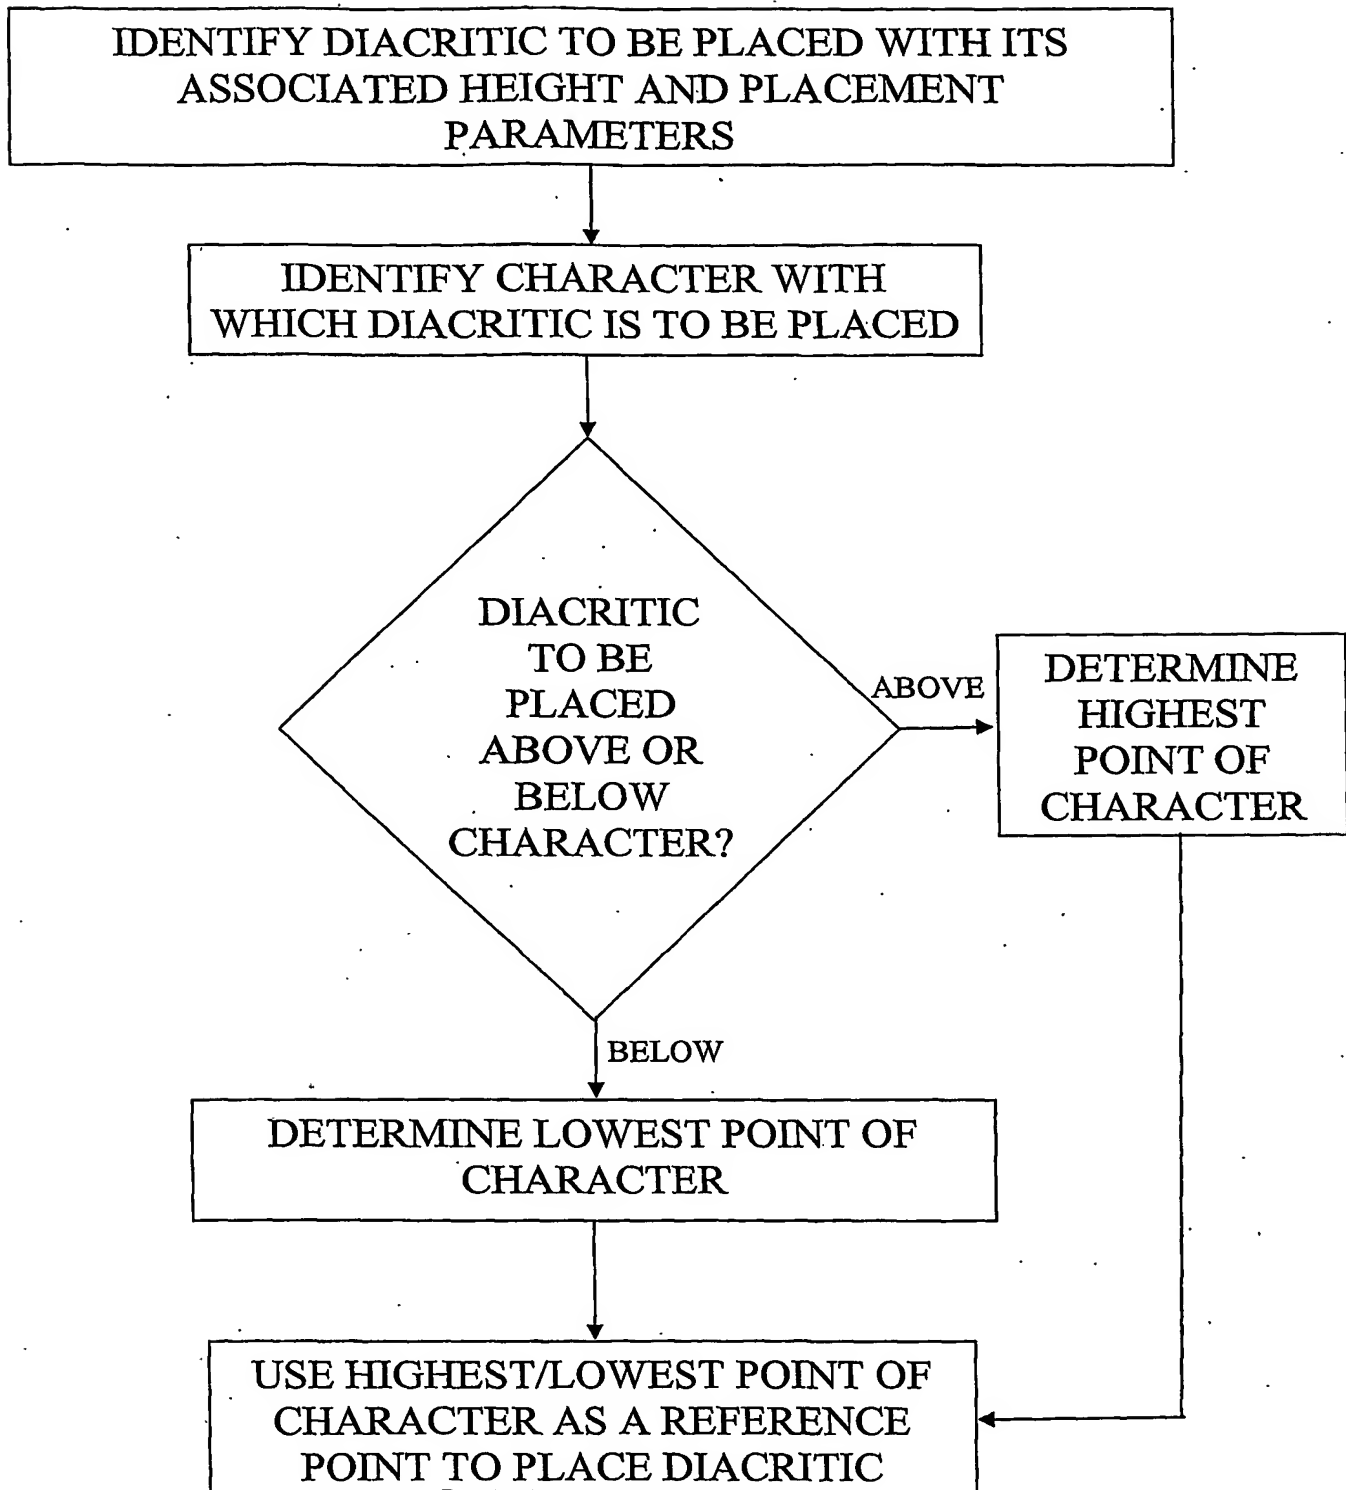 IDENTIFY DIACRITIC TO BE PLACED WITH ITS
ASSOCIATED HEIGHT AND PLACEMENT
PARAMETERS
IDENTIFY CHARACTER WITH
WHICH DIACRITIC IS TO BE PLACED
DIACRITIC
TO BE
PLACED
ABOVE OR
BELOW
CHARACTER?
ABOVE
DETERMINE
HIGHEST
POINT OF
CHARACTER
BELOW
DETERMINE LOWEST POINT OF
CHARACTER
USE HIGHEST/LOWEST POINT OF
CHARACTER AS A REFERENCE
POINT TO PLACE DIACRITIC